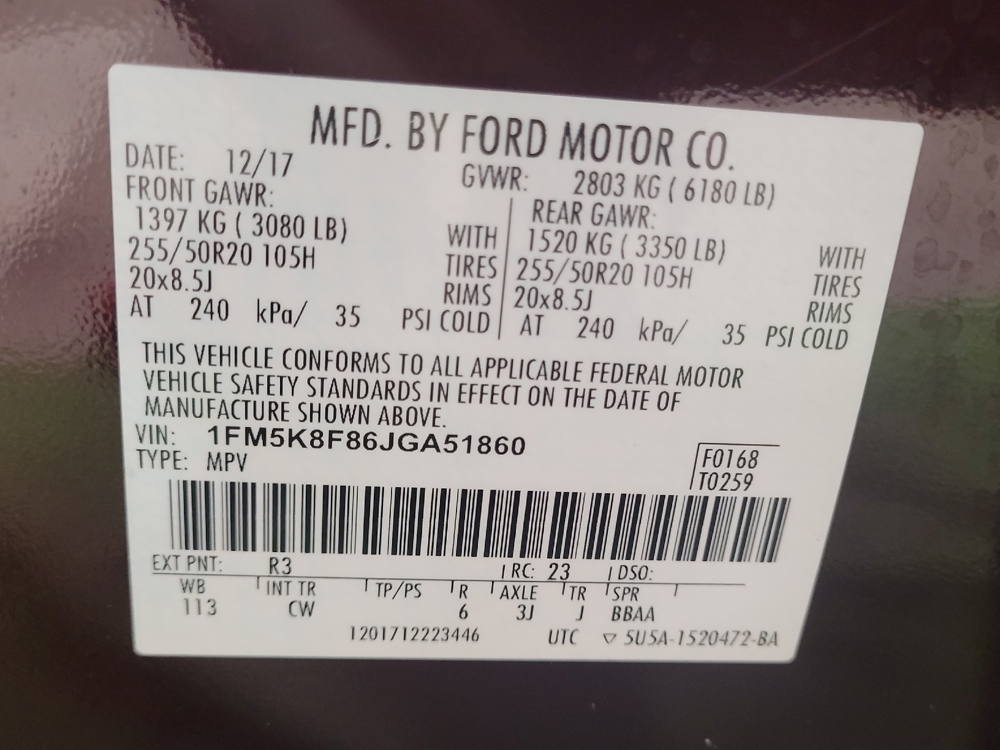 MFD. BY FORD MOTOR CO.
DATE: 12/17 GVWR: 2803 KG ( 6180 LB)
FRONT GAWR: REAR GAWR:
1397 KG ( 3080 LB) WITH 1520 KG ( 3350 LB) WITH
255/50R20 105H TIRES 255/50R20 105H TIRES
20x8.5J RIMS 20x8.5J RIMS
AT 240 kPa/ 35 PSI COLD AT 240 kPa/ 35 PSI COLD
THIS VEHICLE CONFORMS TO ALL APPLICABLE FEDERAL MOTOR
VEHICLE SAFETY STANDARDS IN EFFECT ON THE DATE OF
MANUFACTURE SHOWN ABOVE.
VIN: 1FM5K8F86JGA51860
TYPE: MPV
F0168
T0259
EXT PNT: R3 RC: 23 DSO:
WB INT TR TP/PS R AXLE TR SPR
113 CW 6 3J J BBAA
1201712223446 UTC ▽ 5U5A-1520472-BA